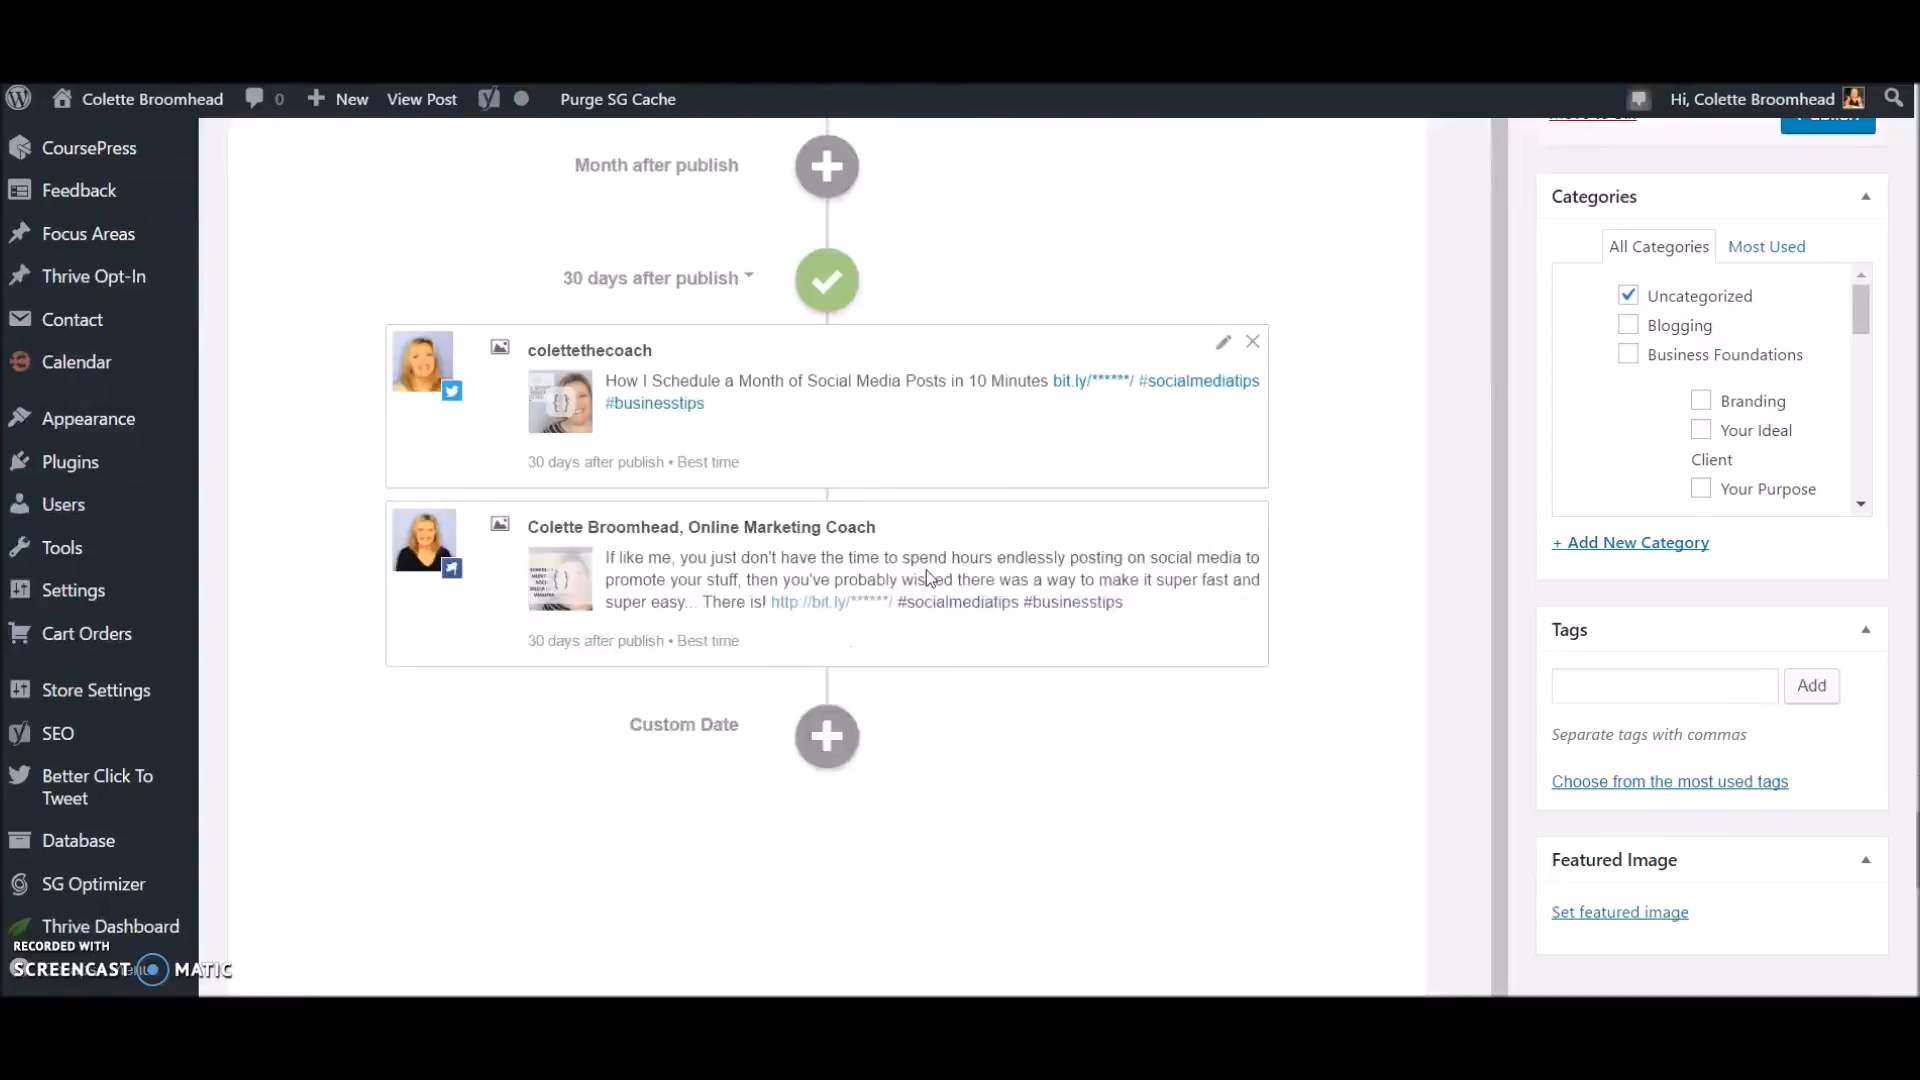 Colette Broomhead 0 New View Post Purge SG Cache Hi, Colette Broomhead
CoursePress
Feedback
Focus Areas
Thrive Opt-In
Contact
Calendar
Appearance
Plugins
Users
Tools
Settings
Cart Orders
Store Settings
SEO
Better Click To
Tweet
Database
SG Optimizer
Thrive Dashboard
RECORDED WITH
SCREENCAST MATIC
Month after publish
30 days after publish
colettethecoach
How I Schedule a Month of Social Media Posts in 10 Minutes bit.ly/******/ #socialmediatips
#businesstips
30 days after publish • Best time
Colette Broomhead, Online Marketing Coach
If like me, you just don't have the time to spend hours endlessly posting on social media to
promote your stuff, then you've probably wished there was a way to make it super fast and
super easy... There is! http://bit.ly/******/ #socialmediatips #businesstips
30 days after publish • Best time
Custom Date
Publish
Categories
All Categories Most Used
Uncategorized
Blogging
Business Foundations
Branding
Your Ideal
Client
Your Purpose
+ Add New Category
Tags
Add
Separate tags with commas
Choose from the most used tags
Featured Image
Set featured image